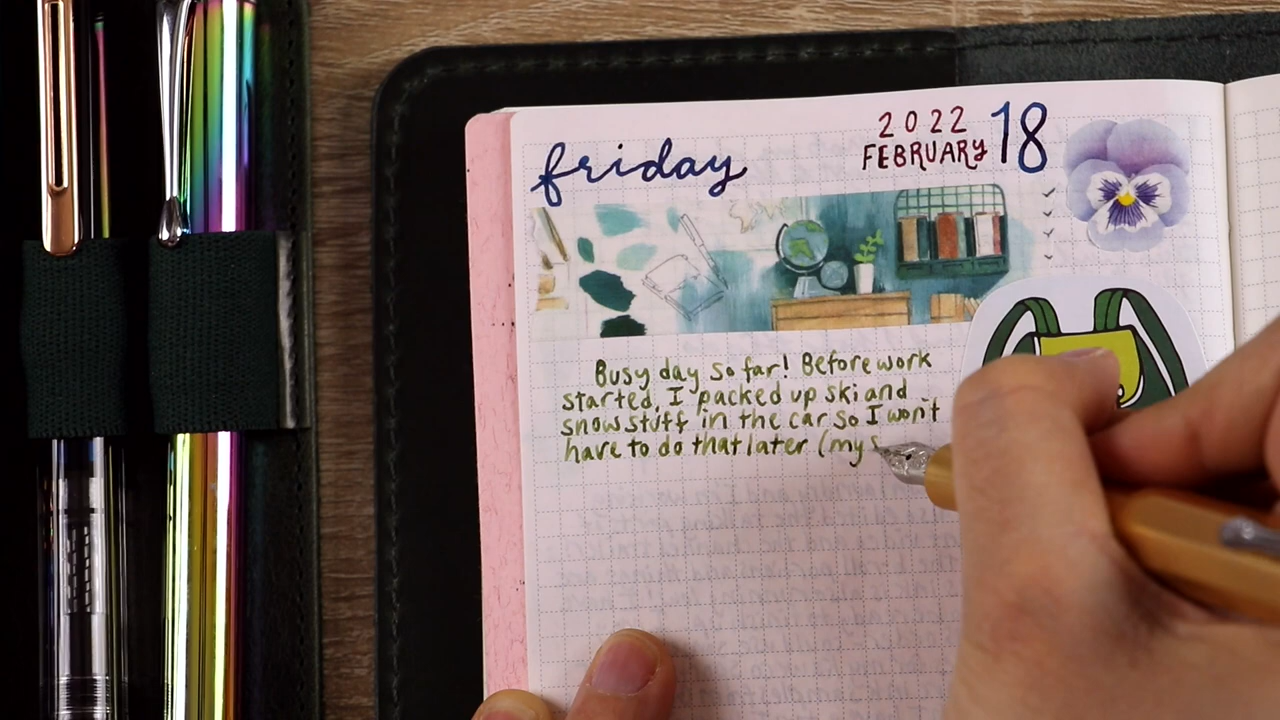 friday
2022
FEBRUARY 18
Busy day so far! Before work
started, I packed up ski and
snow stuff in the car so I won't
have to do that later (my s